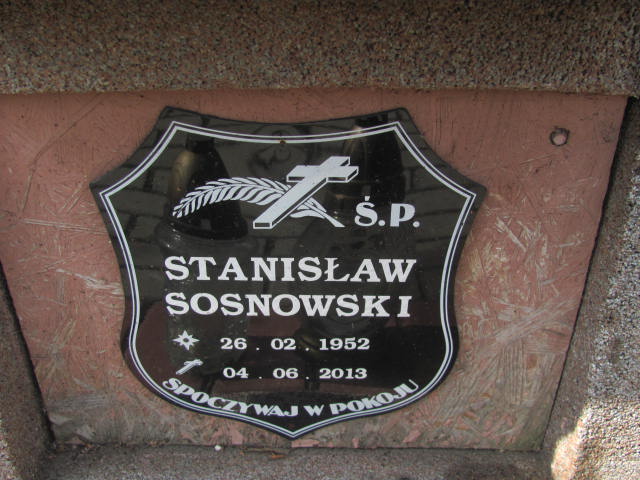 Ś.P.
STANISŁAW
SOSNOWSKI
26 . 02 . 1952
04 . 06 . 2013
SPOCZYWAJ W POKOJU